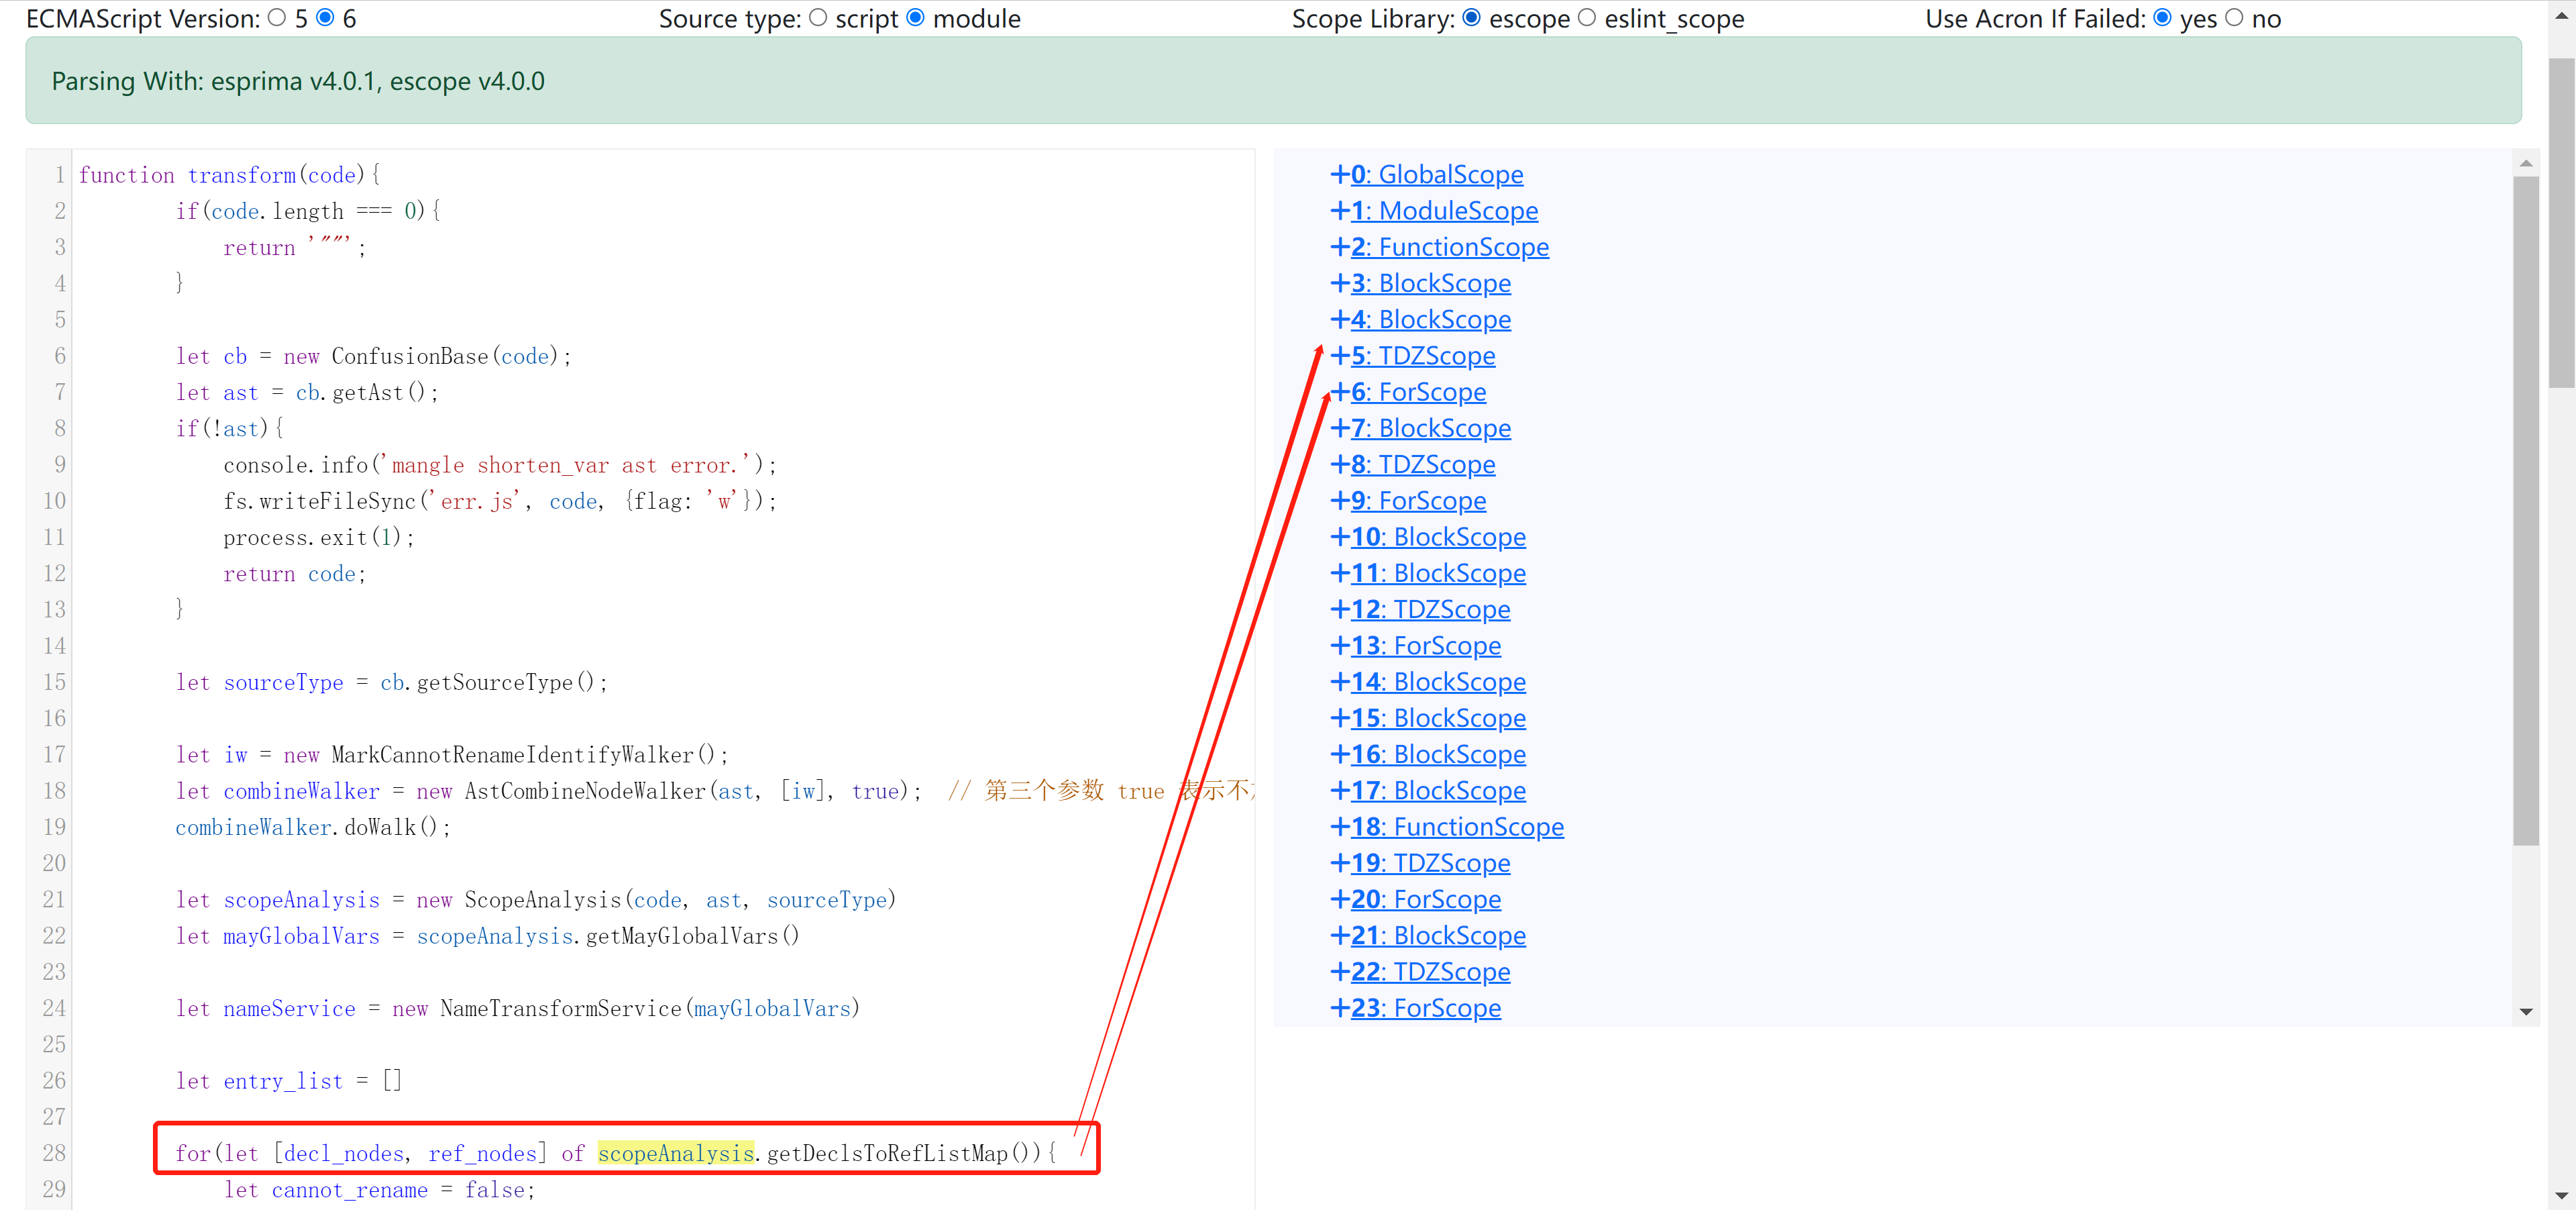 ECMAScript Version: 5 6 Source type: script module Scope Library: escope eslint_scope Use Acron If Failed: yes no
Parsing With: esprima v4.0.1, escope v4.0.0
1 function transform(code){
2 if(code.length === 0){
3 return '""';
4 }
5
6 let cb = new ConfusionBase(code);
7 let ast = cb.getAst();
8 if(!ast){
9 console.info('mangle shorten_var ast error.');
10 fs.writeFileSync('err.js', code, {flag: 'w'});
11 process.exit(1);
12 return code;
13 }
14
15 let sourceType = cb.getSourceType();
16
17 let iw = new MarkCannotRenameIdentifyWalker();
18 let combineWalker = new AstCombineNodeWalker(ast, [iw], true); // 第三个参数 true 表示不
19 combineWalker.doWalk();
20
21 let scopeAnalysis = new ScopeAnalysis(code, ast, sourceType)
22 let mayGlobalVars = scopeAnalysis.getMayGlobalVars()
23
24 let nameService = new NameTransformService(mayGlobalVars)
25
26 let entry_list = []
27
28 for(let [decl_nodes, ref_nodes] of scopeAnalysis.getDeclsToRefListMap()){
29 let cannot_rename = false;
+0: GlobalScope
+1: ModuleScope
+2: FunctionScope
+3: BlockScope
+4: BlockScope
+5: TDZScope
+6: ForScope
+7: BlockScope
+8: TDZScope
+9: ForScope
+10: BlockScope
+11: BlockScope
+12: TDZScope
+13: ForScope
+14: BlockScope
+15: BlockScope
+16: BlockScope
+17: BlockScope
+18: FunctionScope
+19: TDZScope
+20: ForScope
+21: BlockScope
+22: TDZScope
+23: ForScope